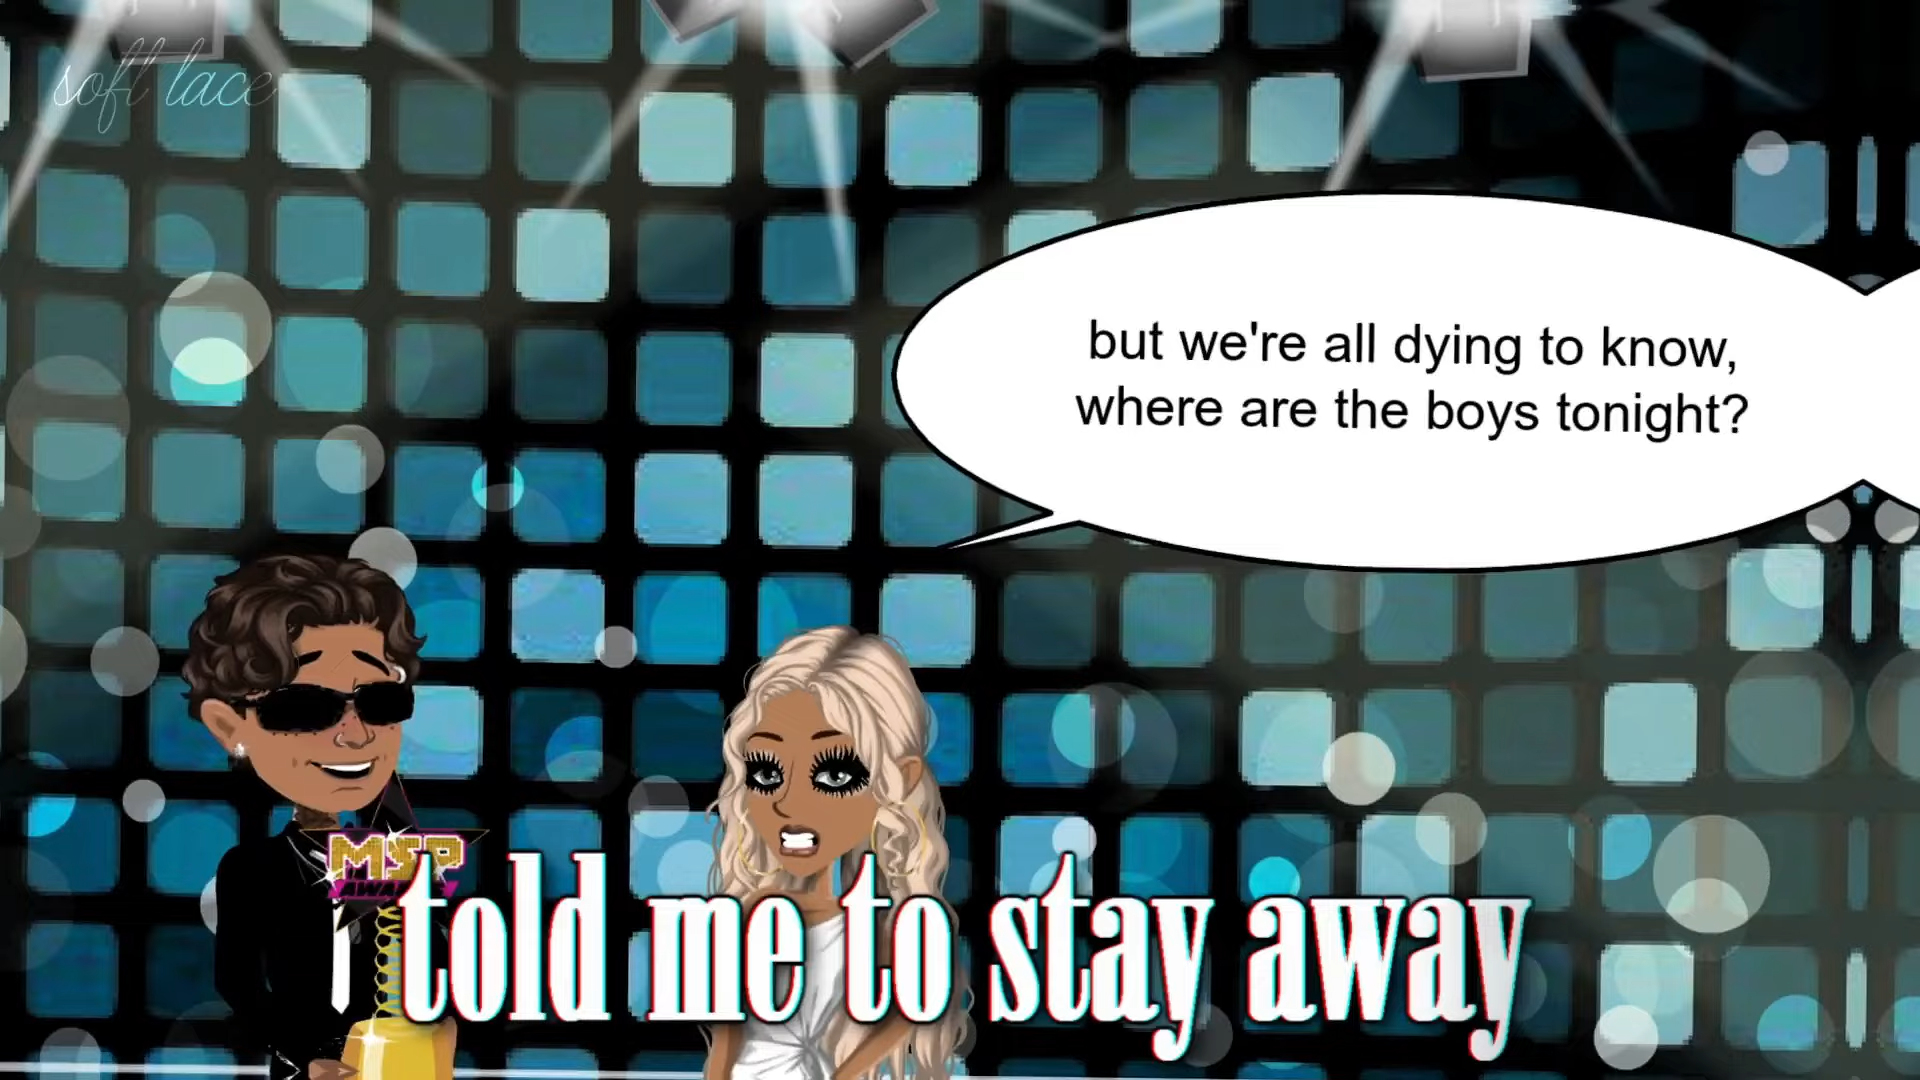 soft lace
but we're all dying to know,
where are the boys tonight?
MSP
AWARDS
told me to stay away